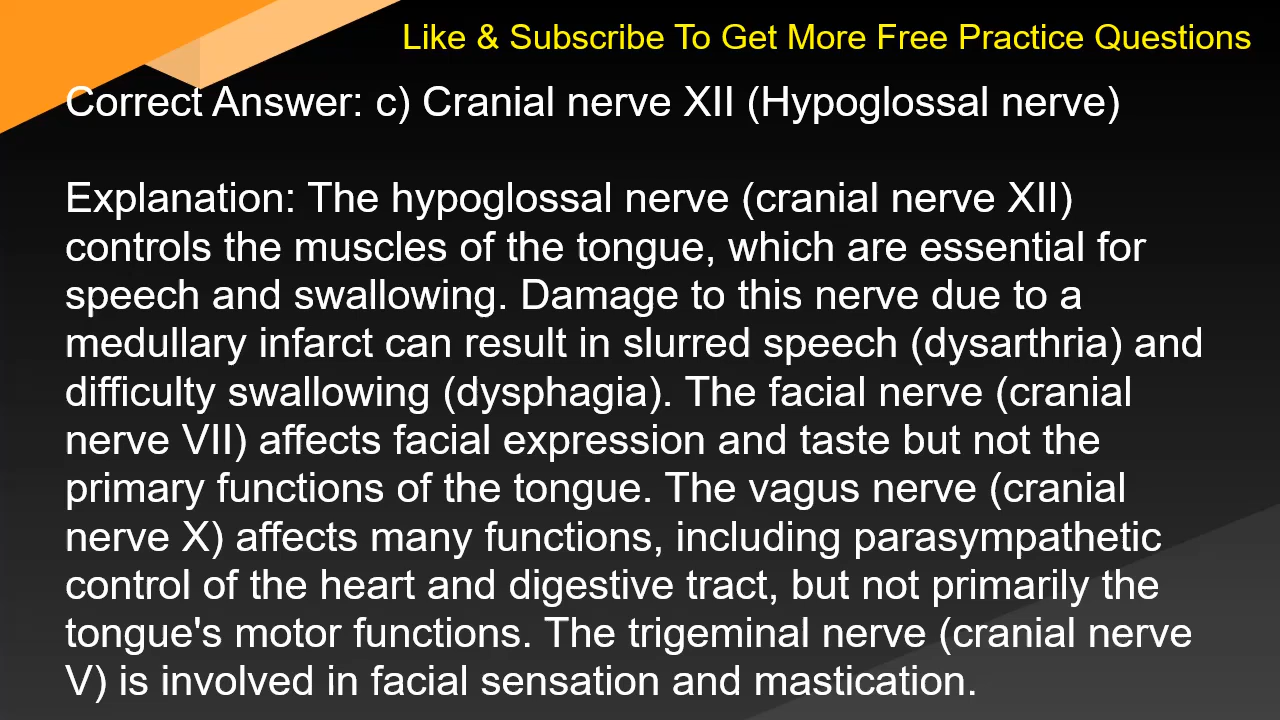 Like & Subscribe To Get More Free Practice Questions
Correct Answer: c) Cranial nerve XII (Hypoglossal nerve)
Explanation: The hypoglossal nerve (cranial nerve XII)
controls the muscles of the tongue, which are essential for
speech and swallowing. Damage to this nerve due to a
medullary infarct can result in slurred speech (dysarthria) and
difficulty swallowing (dysphagia). The facial nerve (cranial
nerve VII) affects facial expression and taste but not the
primary functions of the tongue. The vagus nerve (cranial
nerve X) affects many functions, including parasympathetic
control of the heart and digestive tract, but not primarily the
tongue's motor functions. The trigeminal nerve (cranial nerve
V) is involved in facial sensation and mastication.